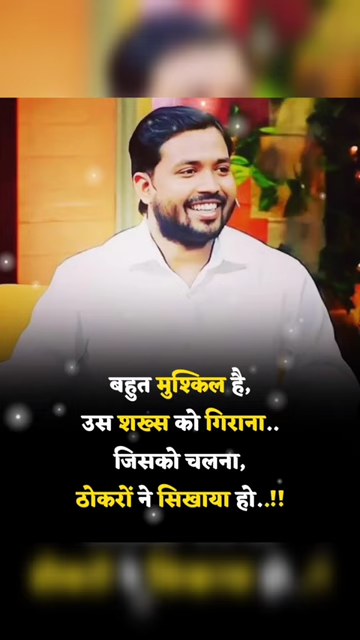 बहुत मुश्किल है,
उस शख्स को गिराना..
जिसको चलना,
ठोकरों ने सिखाया हो..!!